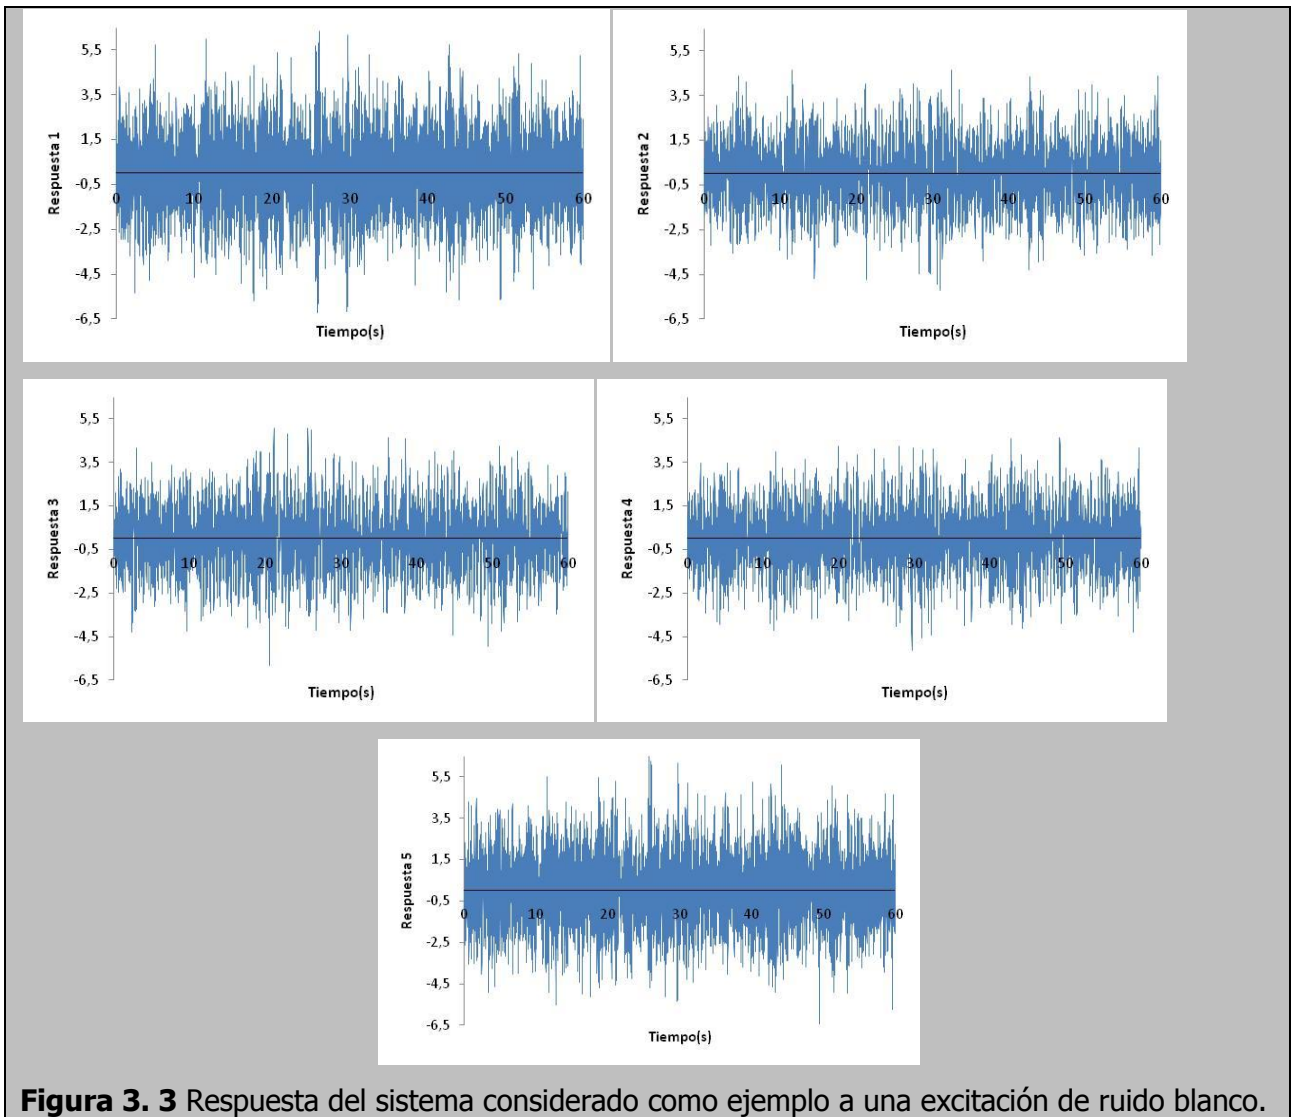 5,5
3,5
1,5
-0,5
-2,5
-4,5
-6,5
Respuesta 1
0 10 20 30 40 50 60
Tiempo(s)
5,5
3,5
1,5
-0,5
-2,5
-4,5
-6,5
Respuesta 2
0 10 20 30 40 50 60
Tiempo(s)
5,5
3,5
1,5
-0,5
-2,5
-4,5
-6,5
Respuesta 3
0 10 20 30 40 50 60
Tiempo(s)
5,5
3,5
1,5
-0,5
-2,5
-4,5
-6,5
Respuesta 4
0 10 20 30 40 50 60
Tiempo(s)
5,5
3,5
1,5
-0,5
-2,5
-4,5
-6,5
Respuesta 5
0 10 20 30 40 50 60
Tiempo(s)
Figura 3. 3 Respuesta del sistema considerado como ejemplo a una excitación de ruido blanco.